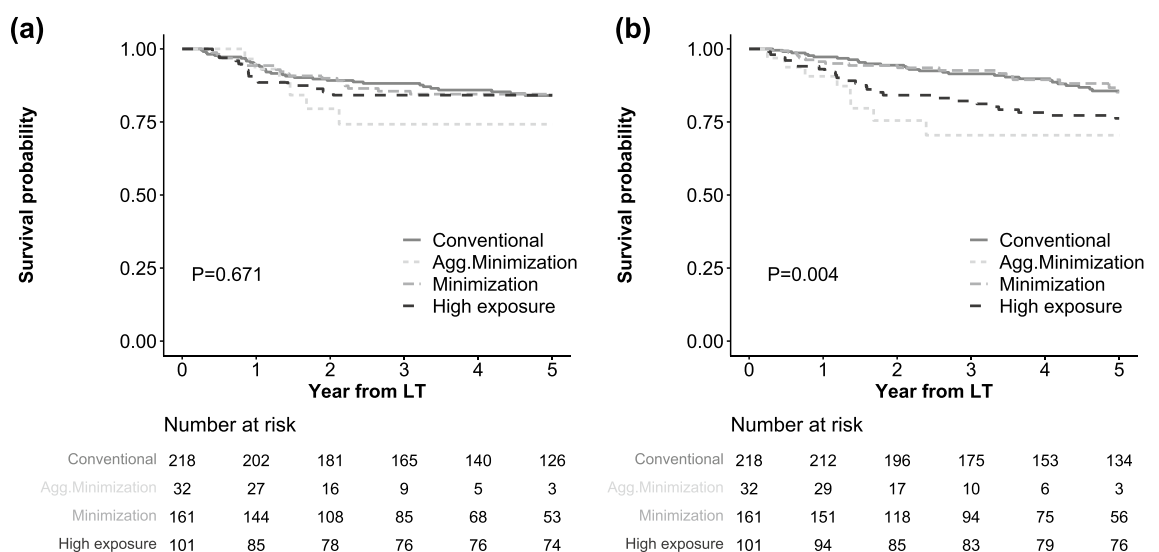 (a)
Survival probability
1.00
0.75
0.50
0.25
0.00
P=0.671
Conventional
Agg.Minimization
Minimization
High exposure
0 1 2 3 4 5
Year from LT
Number at risk
Conventional 218 202 181 165 140 126
Agg.Minimization 32 27 16 9 5 3
Minimization 161 144 108 85 68 53
High exposure 101 85 78 76 76 74
(b)
Survival probability
1.00
0.75
0.50
0.25
0.00
P=0.004
Conventional
Agg.Minimization
Minimization
High exposure
0 1 2 3 4 5
Year from LT
Number at risk
Conventional 218 212 196 175 153 134
Agg.Minimization 32 29 17 10 6 3
Minimization 161 151 118 94 75 56
High exposure 101 94 85 83 79 76